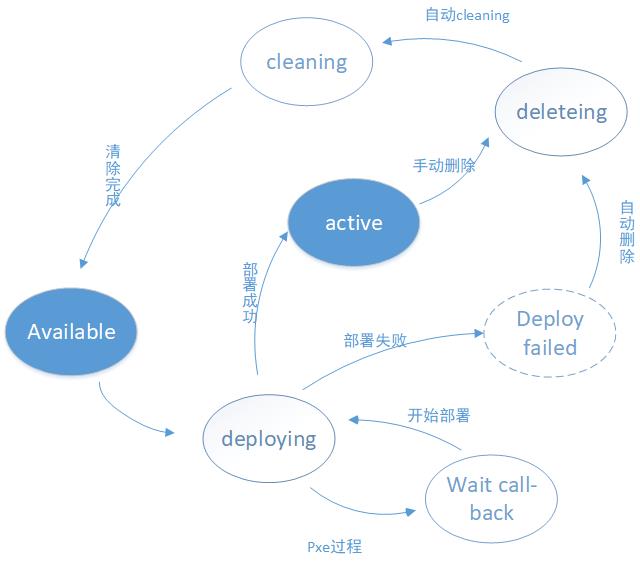 自动cleaning
cleaning
deleteing
清除完成
手动删除
active
自动删除
部署成功
Available
部署失败
Deploy
failed
开始部署
deploying
Wait call-
back
Pxe过程